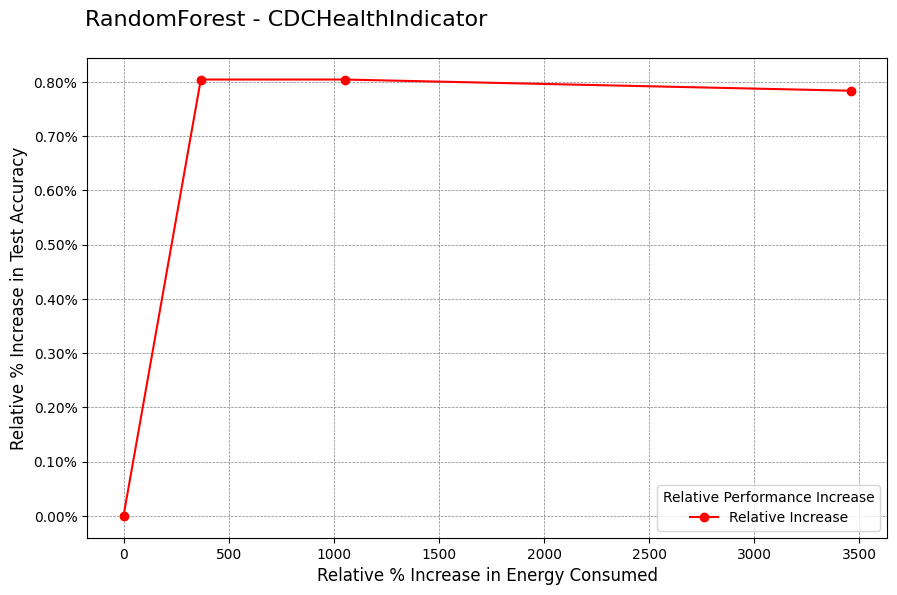 RandomForest - CDCHealthIndicator
Relative % Increase in Test Accuracy
0.80%
0.70%
0.60%
0.50%
0.40%
0.30%
0.20%
0.10%
0.00%
Relative Performance Increase
Relative Increase
0 500 1000 1500 2000 2500 3000 3500
Relative % Increase in Energy Consumed